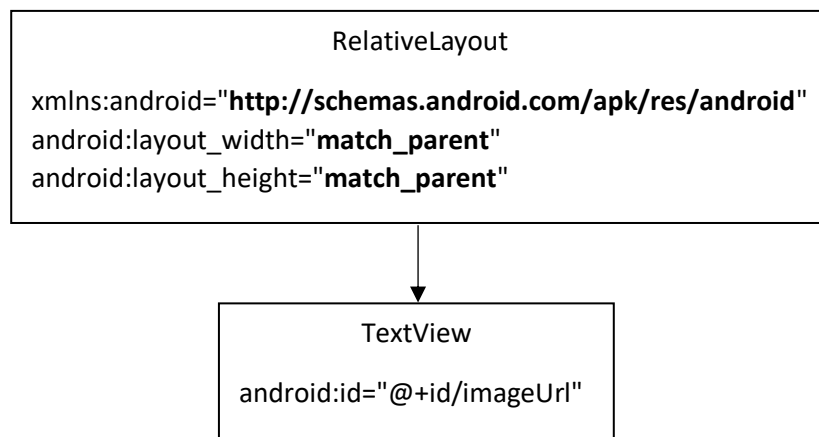 RelativeLayout
xmlns:android="http://schemas.android.com/apk/res/android"
android:layout_width="match_parent"
android:layout_height="match_parent"
TextView
android:id="@+id/imageUrl"